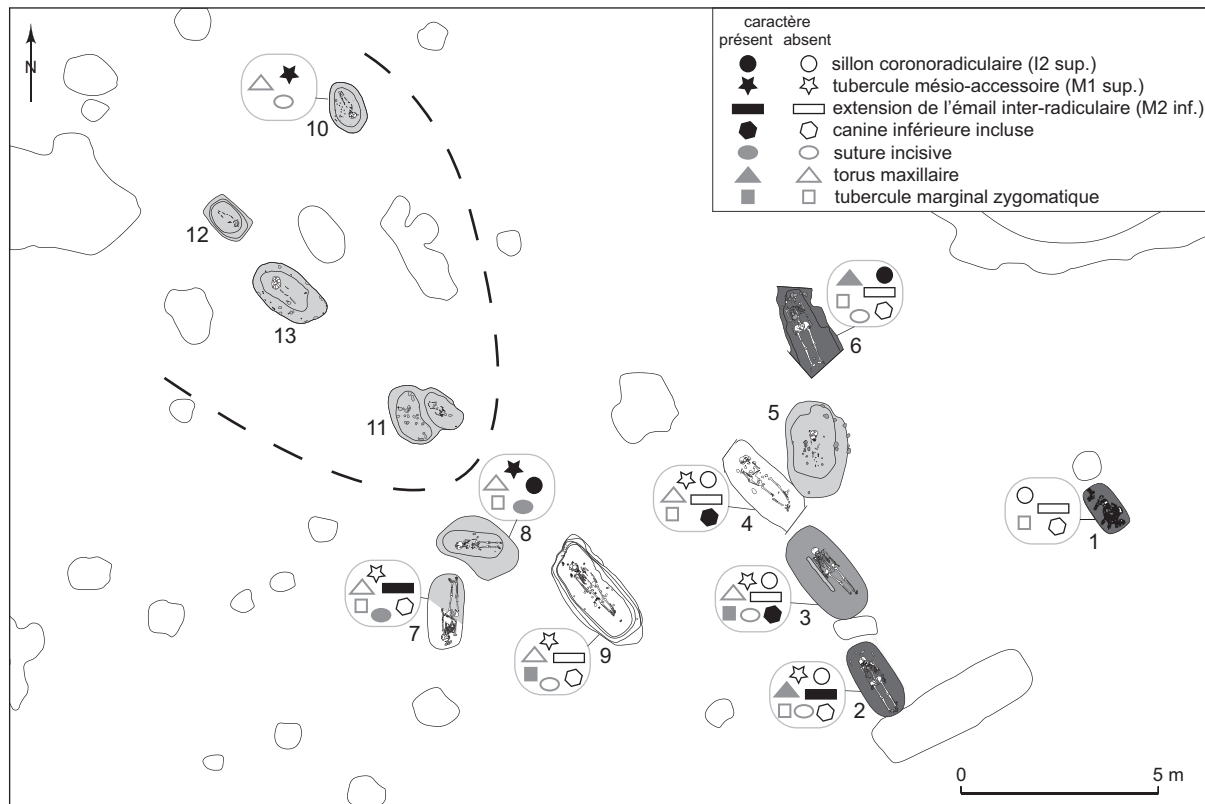 N
caractère
présent absent
sillon coronoradiculaire (I2 sup.)
tubercule mésio-accessoire (M1 sup.)
extension de l’émail inter-radiculaire (M2 inf.)
canine inférieure incluse
suture incisive
torus maxillaire
tubercule marginal zygomatique
10
12
13
6
11
5
4
8
1
3
7
9
2
0 5 m